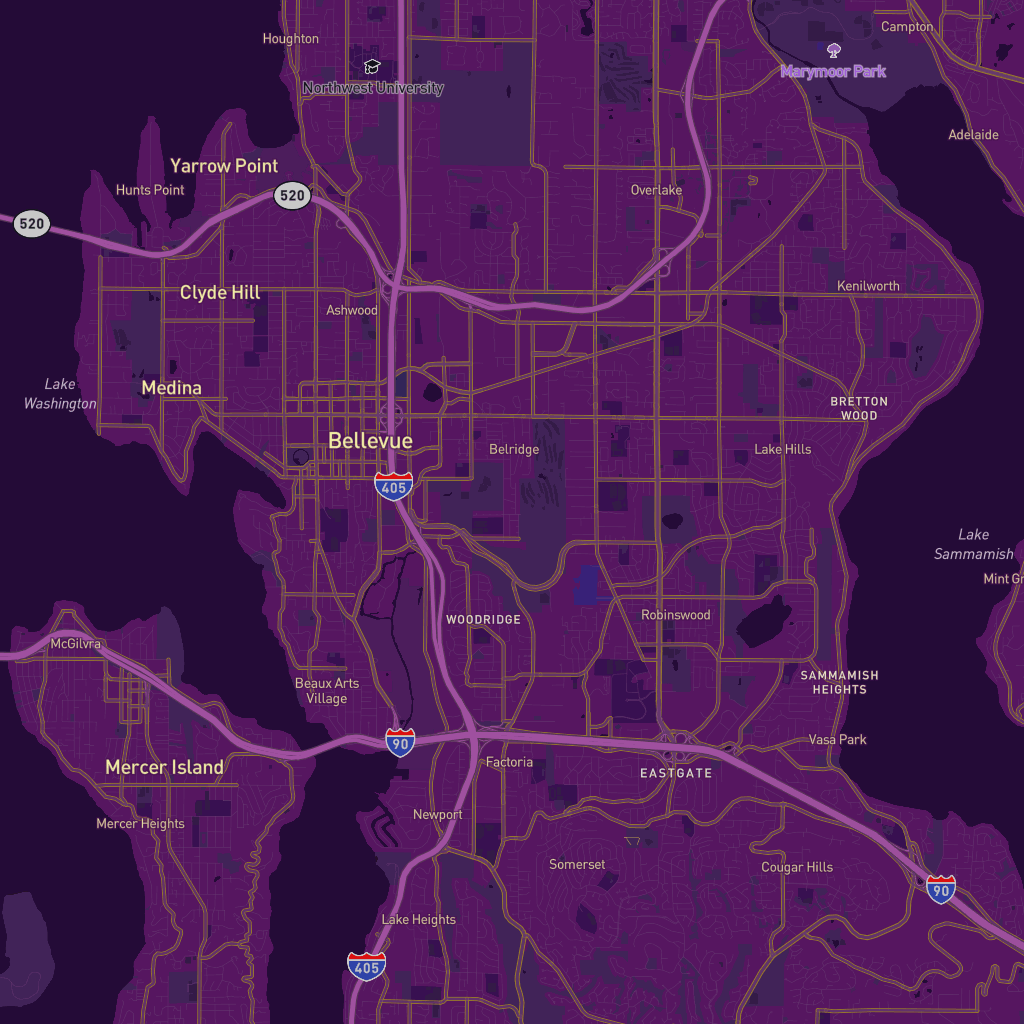 Campton
Houghton
Marymoor Park
Northwest University
Adelaide
Yarrow Point
Hunts Point
Overlake
520
520
Kenilworth
Clyde Hill
Ashwood
Lake
Washington
Medina
BRETTON
WOOD
Bellevue
Belridge
Lake Hills
405
Lake
Sammamish
Mint Gr
WOODRIDGE
Robinswood
McGilvra
SAMMAMISH
HEIGHTS
Beaux Arts
Village
90
Vasa Park
Factoria
Mercer Island
EASTGATE
Newport
Mercer Heights
Somerset
Cougar Hills
90
Lake Heights
405